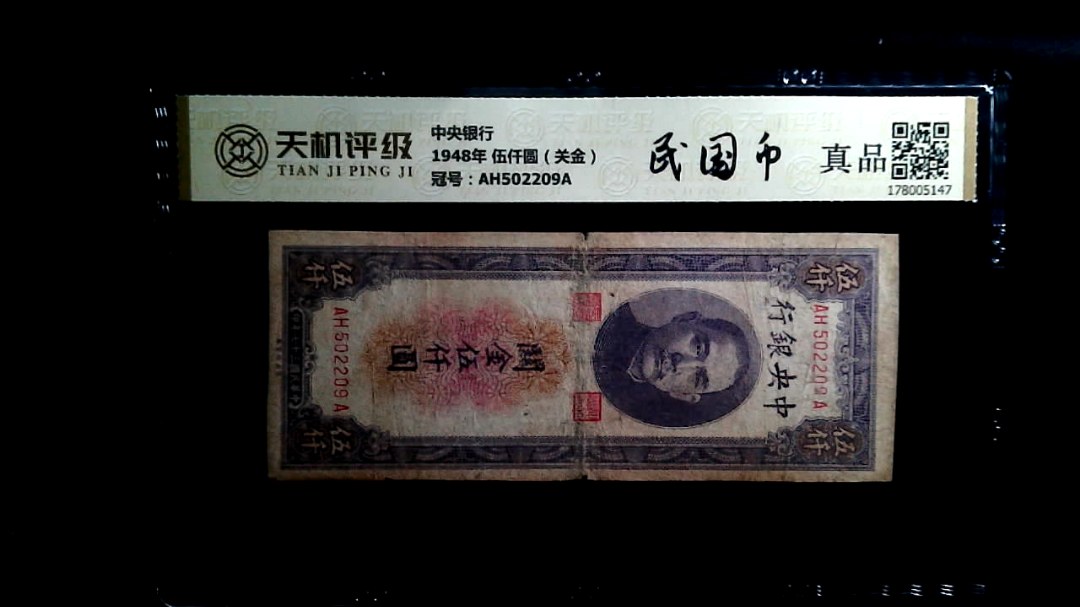 天机评级
TIAN JI PING JI
中央银行
1948年 伍仟圆（关金）
冠号：AH502209A
民国币
真品
178005147
中央銀行
AH502209A
關金伍仟圓
AH502209A
伍仟
伍仟
伍仟
伍仟